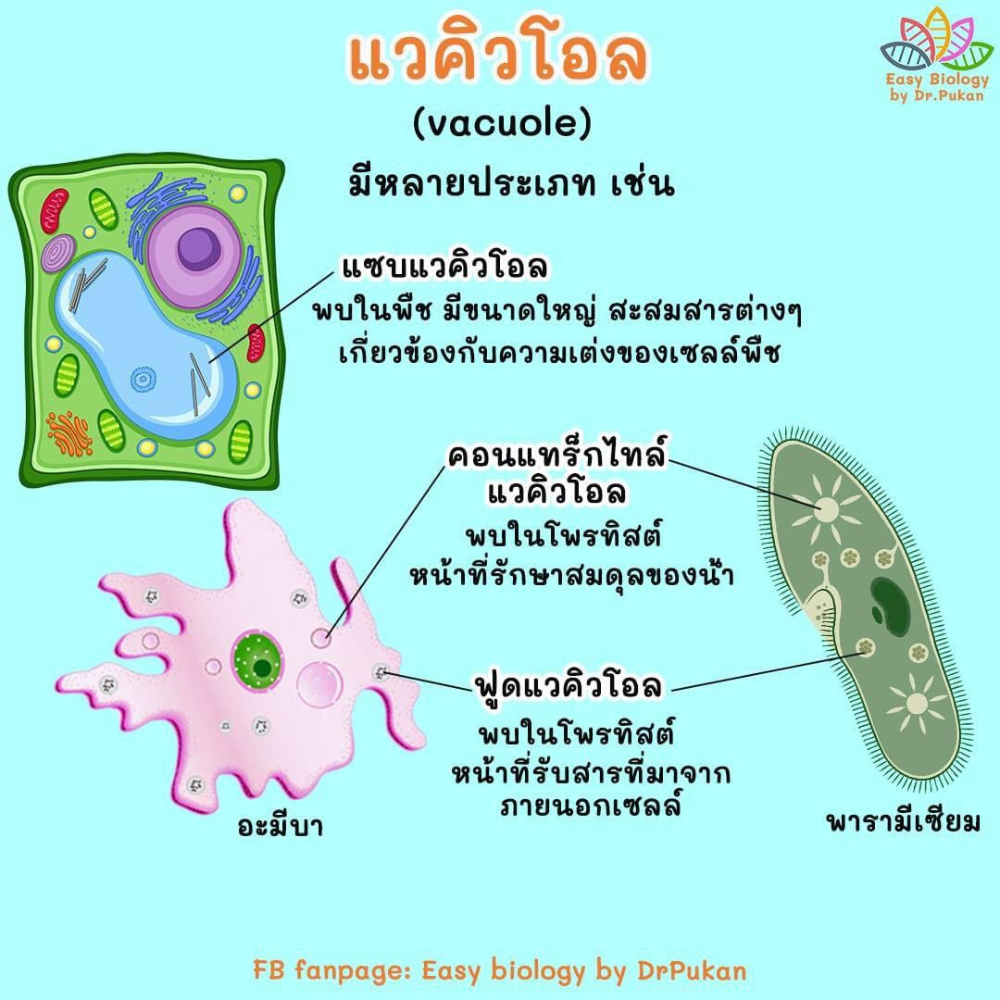 แวคิวโอล
Easy Biology
by Dr.Pukan
(vacuole)
มีหลายประเภท เช่น
แซบแวคิวโอล
พบในพืช มีขนาดใหญ่ สะสมสารต่างๆ
เกี่ยวข้องกับความเต่งของเซลล์พืช
คอนแทร็กไทล์
แวคิวโอล
พบในโพรทิสต์
หน้าที่รักษาสมดุลของน้ำ
ฟูดแวคิวโอล
พบในโพรทิสต์
หน้าที่รับสารที่มาจาก
ภายนอกเซลล์
อะมีบา
พารามีเซียม
FB fanpage: Easy biology by DrPukan